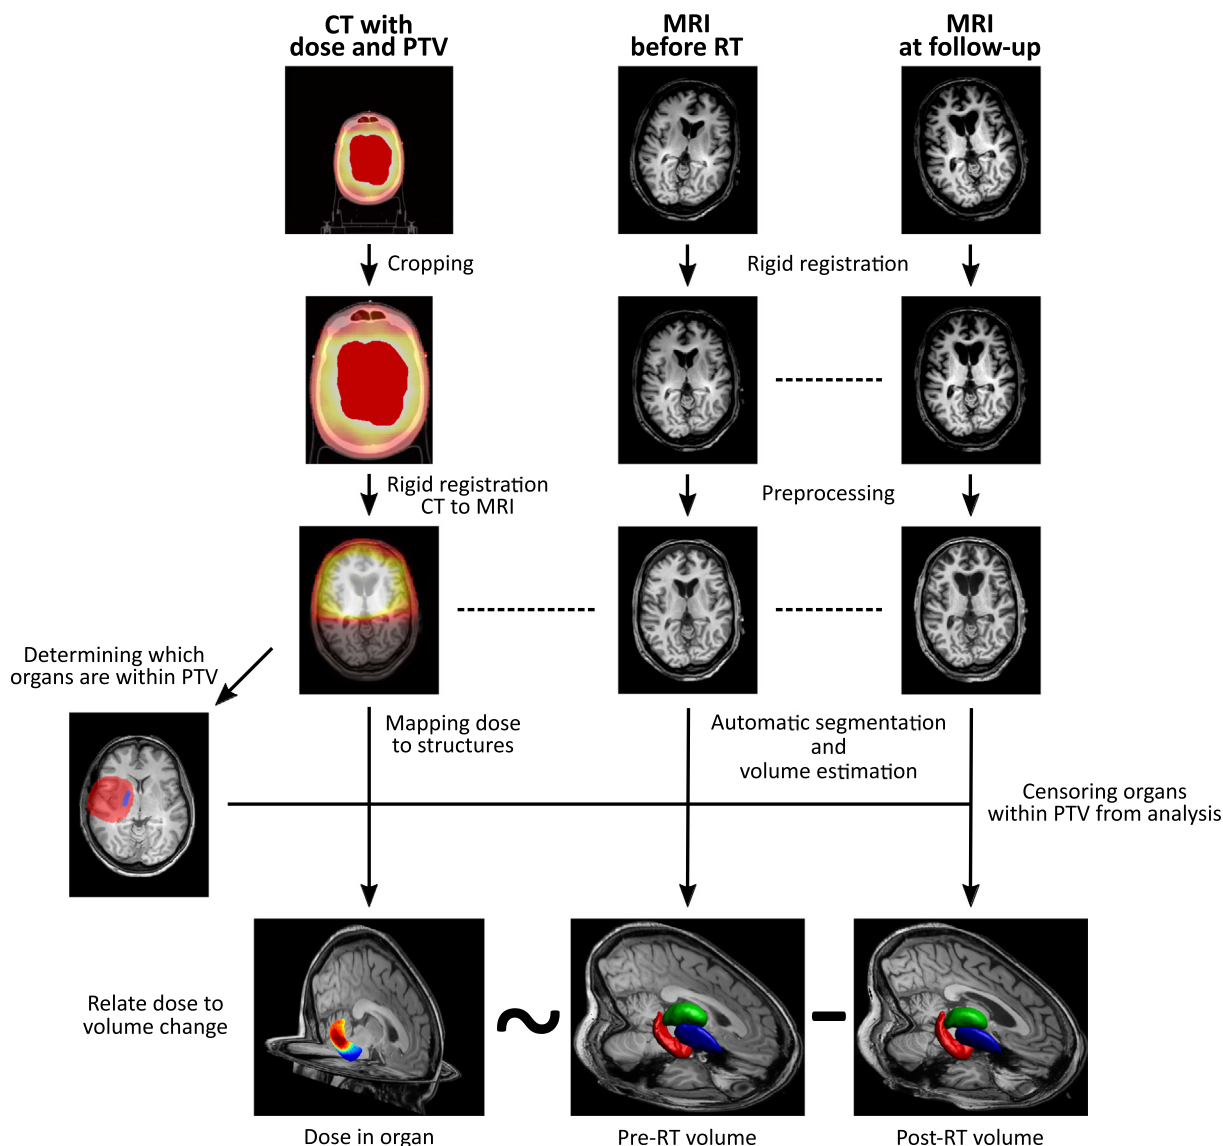 CT with
dose and PTV
MRI
before RT
MRI
at follow-up
Cropping
Rigid registration
Rigid registration
CT to MRI
Preprocessing
Determining which
organs are within PTV
Mapping dose
to structures
Automatic segmentation
and
volume estimation
Censoring organs
within PTV from analysis
Relate dose to
volume change
~
-
Dose in organ
Pre-RT volume
Post-RT volume